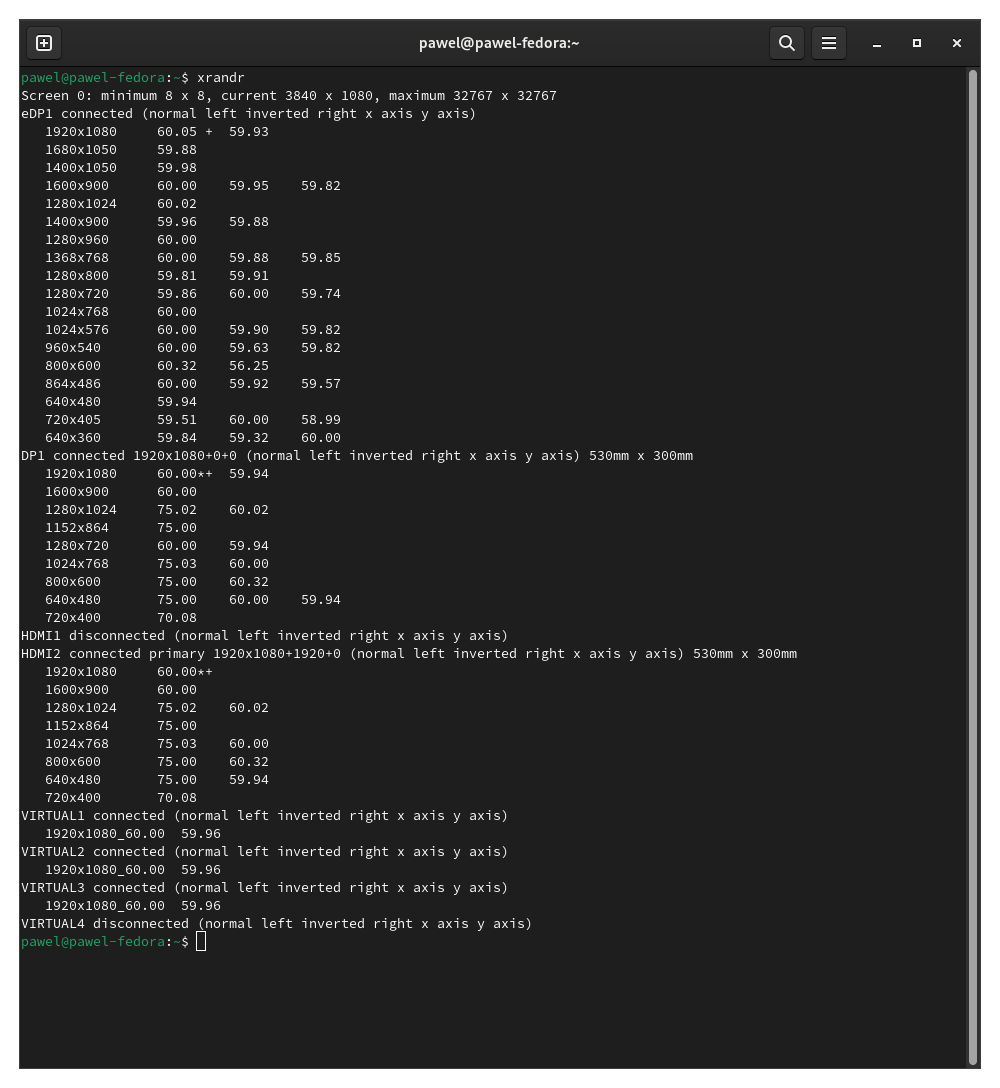 pawel@pawel-fedora:~
pawel@pawel-fedora:~$ xrandr
Screen 0: minimum 8 x 8, current 3840 x 1080, maximum 32767 x 32767
eDP1 connected (normal left inverted right x axis y axis)
   1920x1080     60.05 +  59.93
   1680x1050     59.88
   1400x1050     59.98
   1600x900      60.00    59.95    59.82
   1280x1024     60.02
   1400x900      59.96    59.88
   1280x960      60.00
   1368x768      60.00    59.88    59.85
   1280x800      59.81    59.91
   1280x720      59.86    60.00    59.74
   1024x768      60.00
   1024x576      60.00    59.90    59.82
   960x540       60.00    59.63    59.82
   800x600       60.32    56.25
   864x486       60.00    59.92    59.57
   640x480       59.94
   720x405       59.51    60.00    58.99
   640x360       59.84    59.32    60.00
DP1 connected 1920x1080+0+0 (normal left inverted right x axis y axis) 530mm x 300mm
   1920x1080     60.00*+  59.94
   1600x900      60.00
   1280x1024     75.02    60.02
   1152x864      75.00
   1280x720      60.00    59.94
   1024x768      75.03    60.00
   800x600       75.00    60.32
   640x480       75.00    60.00    59.94
   720x400       70.08
HDMI1 disconnected (normal left inverted right x axis y axis)
HDMI2 connected primary 1920x1080+1920+0 (normal left inverted right x axis y axis) 530mm x 300mm
   1920x1080     60.00*+
   1600x900      60.00
   1280x1024     75.02    60.02
   1152x864      75.00
   1024x768      75.03    60.00
   800x600       75.00    60.32
   640x480       75.00    59.94
   720x400       70.08
VIRTUAL1 connected (normal left inverted right x axis y axis)
   1920x1080_60.00  59.96
VIRTUAL2 connected (normal left inverted right x axis y axis)
   1920x1080_60.00  59.96
VIRTUAL3 connected (normal left inverted right x axis y axis)
   1920x1080_60.00  59.96
VIRTUAL4 disconnected (normal left inverted right x axis y axis)
pawel@pawel-fedora:~$